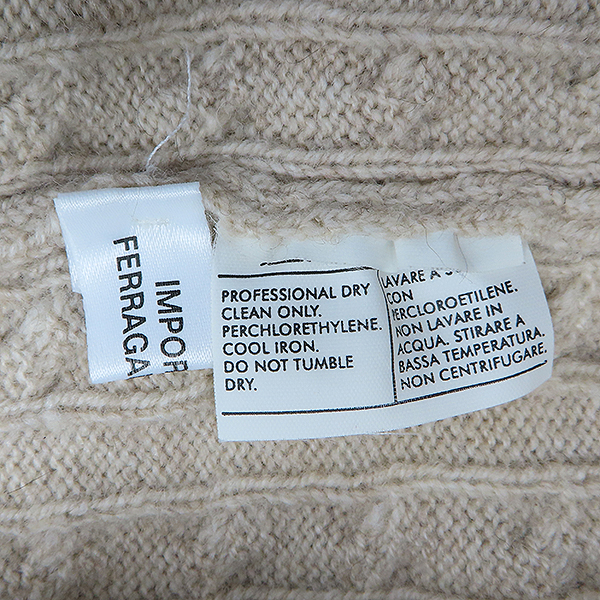 IMPOR
FERRAGA
PROFESSIONAL DRY
CLEAN ONLY.
PERCHLORETHYLENE.
COOL IRON.
DO NOT TUMBLE
DRY.
LAVARE A
CON
PERCLOROETILENE.
NON LAVARE IN
ACQUA. STIRARE A
BASSA TEMPERATURA.
NON CENTRIFUGARE.